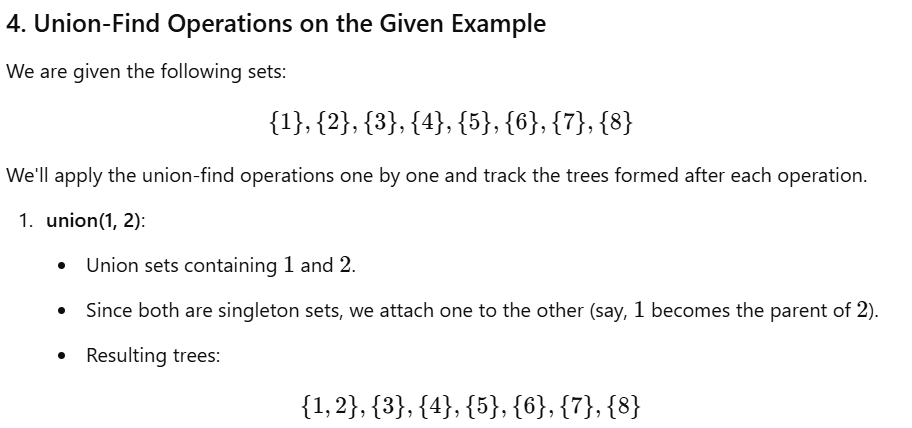 4. Union-Find Operations on the Given Example
We are given the following sets:
{1}, {2}, {3}, {4}, {5}, {6}, {7}, {8}
We'll apply the union-find operations one by one and track the trees formed after each operation.
1. union(1, 2):
• Union sets containing 1 and 2.
• Since both are singleton sets, we attach one to the other (say, 1 becomes the parent of 2).
• Resulting trees:
{1, 2}, {3}, {4}, {5}, {6}, {7}, {8}